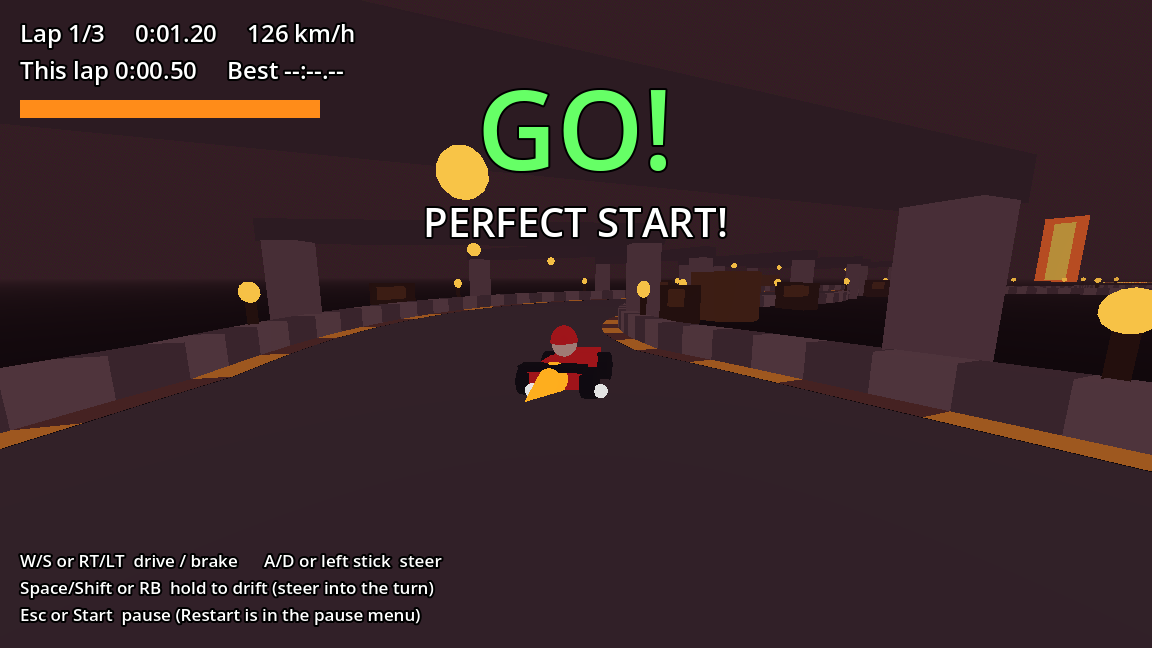 Lap 1/3 0:01.20 126 km/h
This lap 0:00.50 Best --:--.--
GO!
PERFECT START!
W/S or RT/LT drive / brake A/D or left stick steer
Space/Shift or RB hold to drift (steer into the turn)
Esc or Start pause (Restart is in the pause menu)